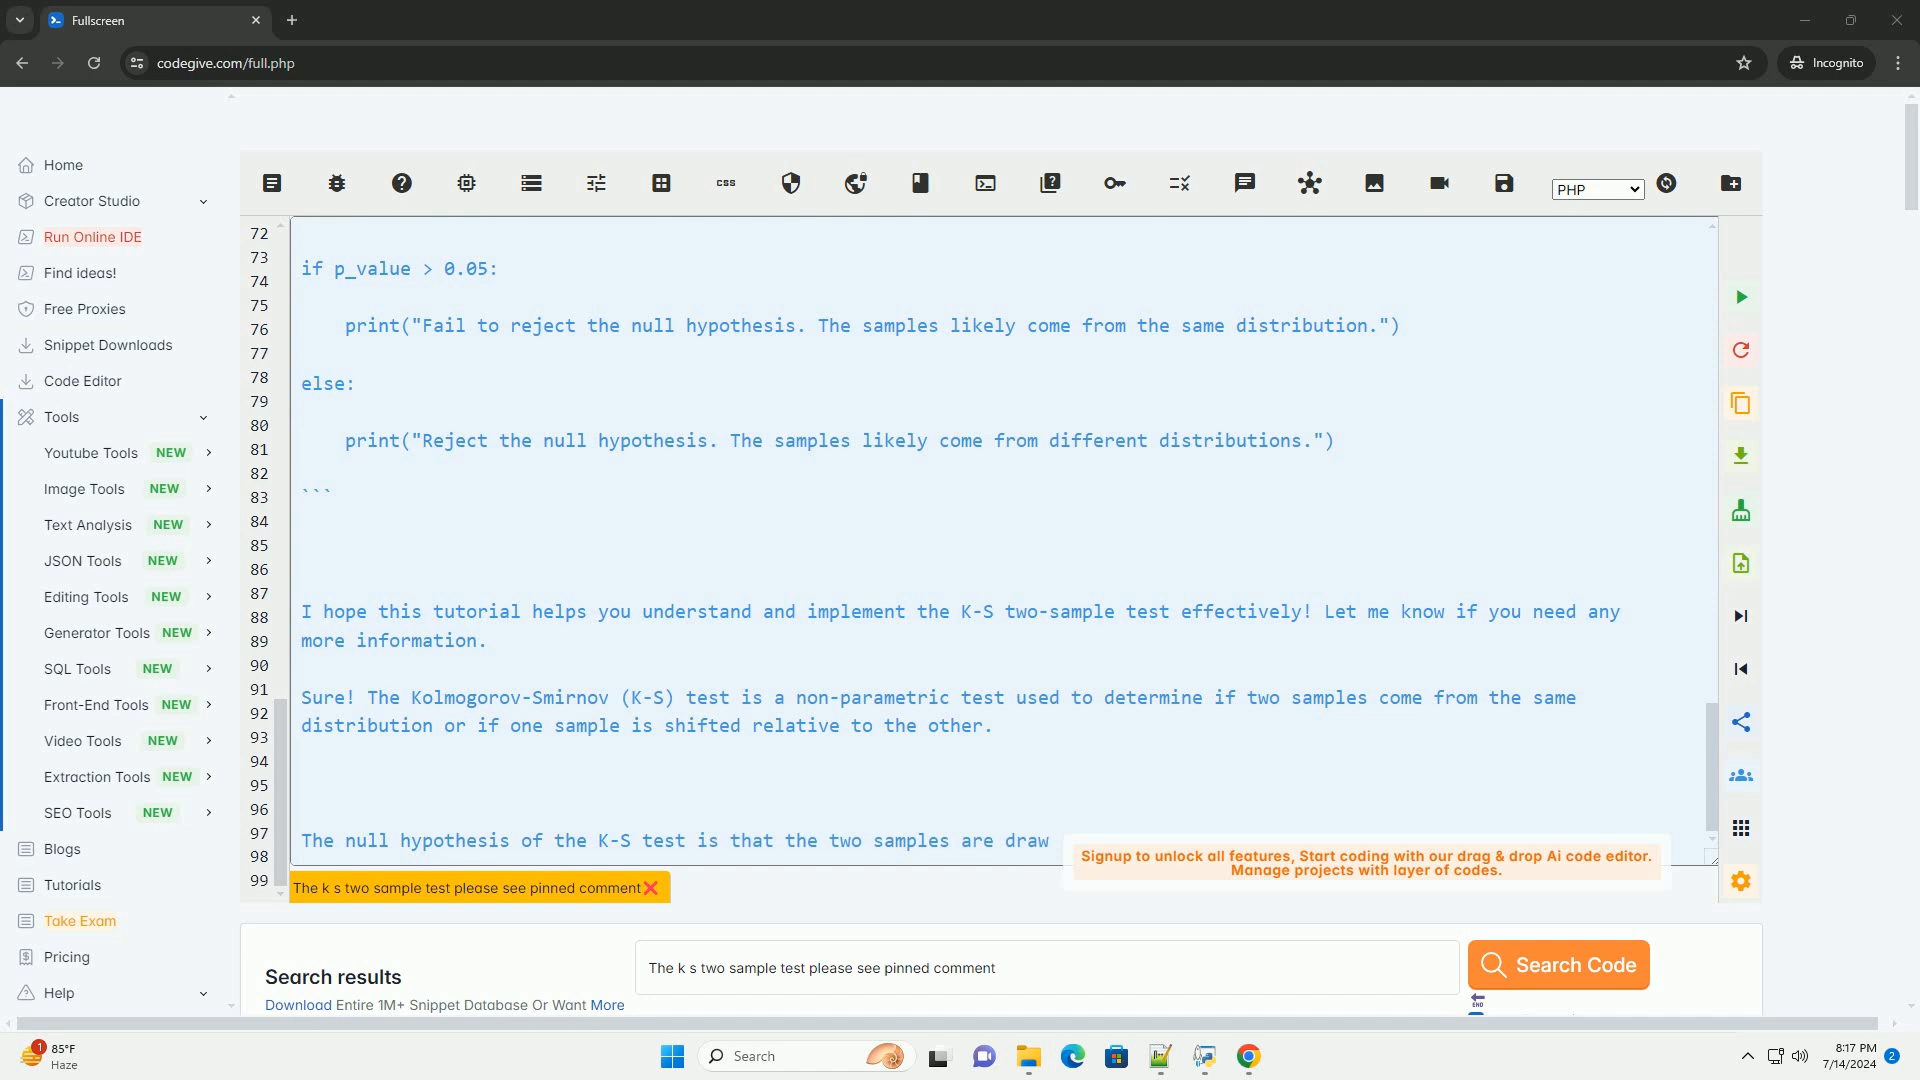 Fullscreen
codegive.com/full.php
Incognito
Home
Creator Studio
Run Online IDE
Find ideas!
Free Proxies
Snippet Downloads
Code Editor
Tools
Youtube Tools NEW
Image Tools NEW
Text Analysis NEW
JSON Tools NEW
Editing Tools NEW
Generator Tools NEW
SQL Tools NEW
Front-End Tools NEW
Video Tools NEW
Extraction Tools NEW
SEO Tools NEW
Blogs
Tutorials
Take Exam
Pricing
Help
css
PHP
72
73
74
75
76
77
78
79
80
81
82
83
84
85
86
87
88
89
90
91
92
93
94
95
96
97
98
99
if p_value > 0.05:
print("Fail to reject the null hypothesis. The samples likely come from the same distribution.")
else:
print("Reject the null hypothesis. The samples likely come from different distributions.")
```
I hope this tutorial helps you understand and implement the K-S two-sample test effectively! Let me know if you need any
more information.
Sure! The Kolmogorov-Smirnov (K-S) test is a non-parametric test used to determine if two samples come from the same
distribution or if one sample is shifted relative to the other.
The null hypothesis of the K-S test is that the two samples are draw
Signup to unlock all features, Start coding with our drag & drop Ai code editor.
Manage projects with layer of codes.
The k s two sample test please see pinned comment
Search results
Download Entire 1M+ Snippet Database Or Want More
The k s two sample test please see pinned comment
Search Code
END
1
85°F
Haze
Search
8:17 PM
7/14/2024
2